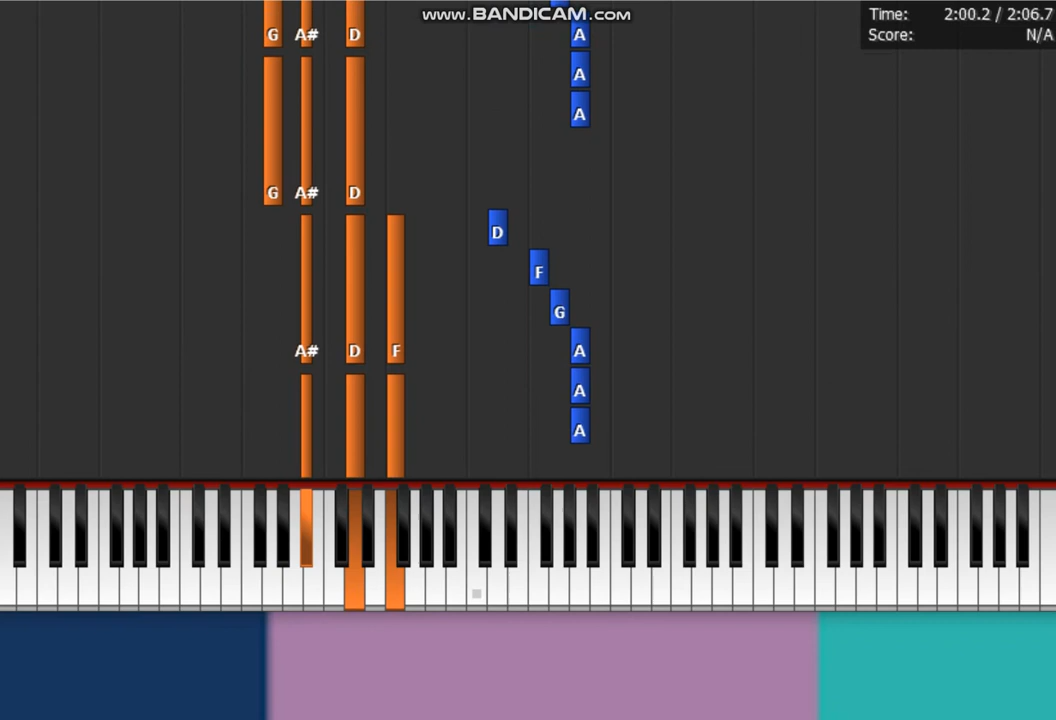 www.BANDICAM.com
Time: 2:00.2 / 2:06.7
Score: N/A
G A# D A
A
A
G A# D
D
F
G
A# D F A
A
A